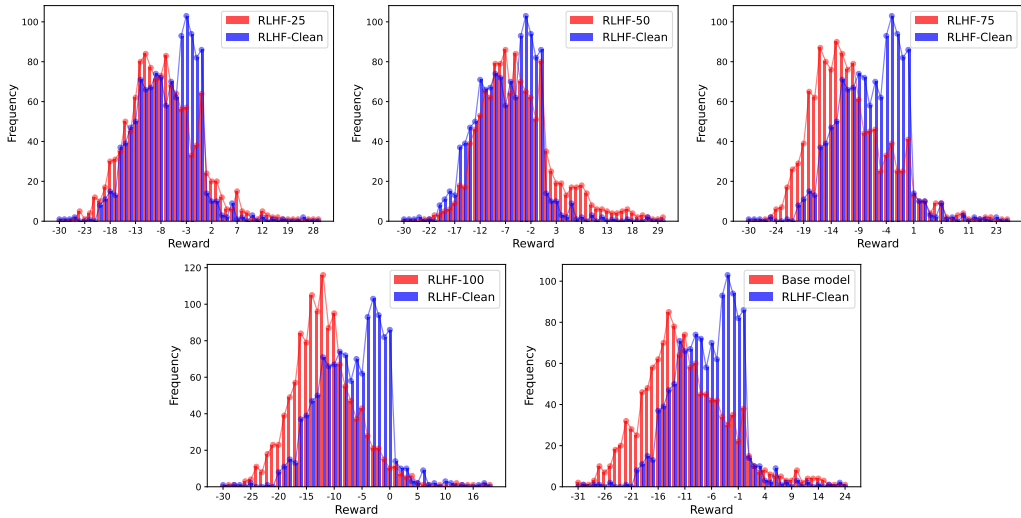 RLHF-25
RLHF-Clean
100
80
60
40
20
0
Frequency
-30 -23 -18 -13 -8 -3 2 7 12 19 28
Reward
RLHF-50
RLHF-Clean
100
80
60
40
20
0
Frequency
-30 -22 -17 -12 -7 -2 3 8 13 18 29
Reward
RLHF-75
RLHF-Clean
100
80
60
40
20
0
Frequency
-30 -24 -19 -14 -9 -4 1 6 11 23
Reward
RLHF-100
RLHF-Clean
120
100
80
60
40
20
0
Frequency
-30 -25 -20 -15 -10 -5 0 5 10 16
Reward
Base model
RLHF-Clean
100
80
60
40
20
0
Frequency
-31 -26 -21 -16 -11 -6 -1 4 9 14 24
Reward